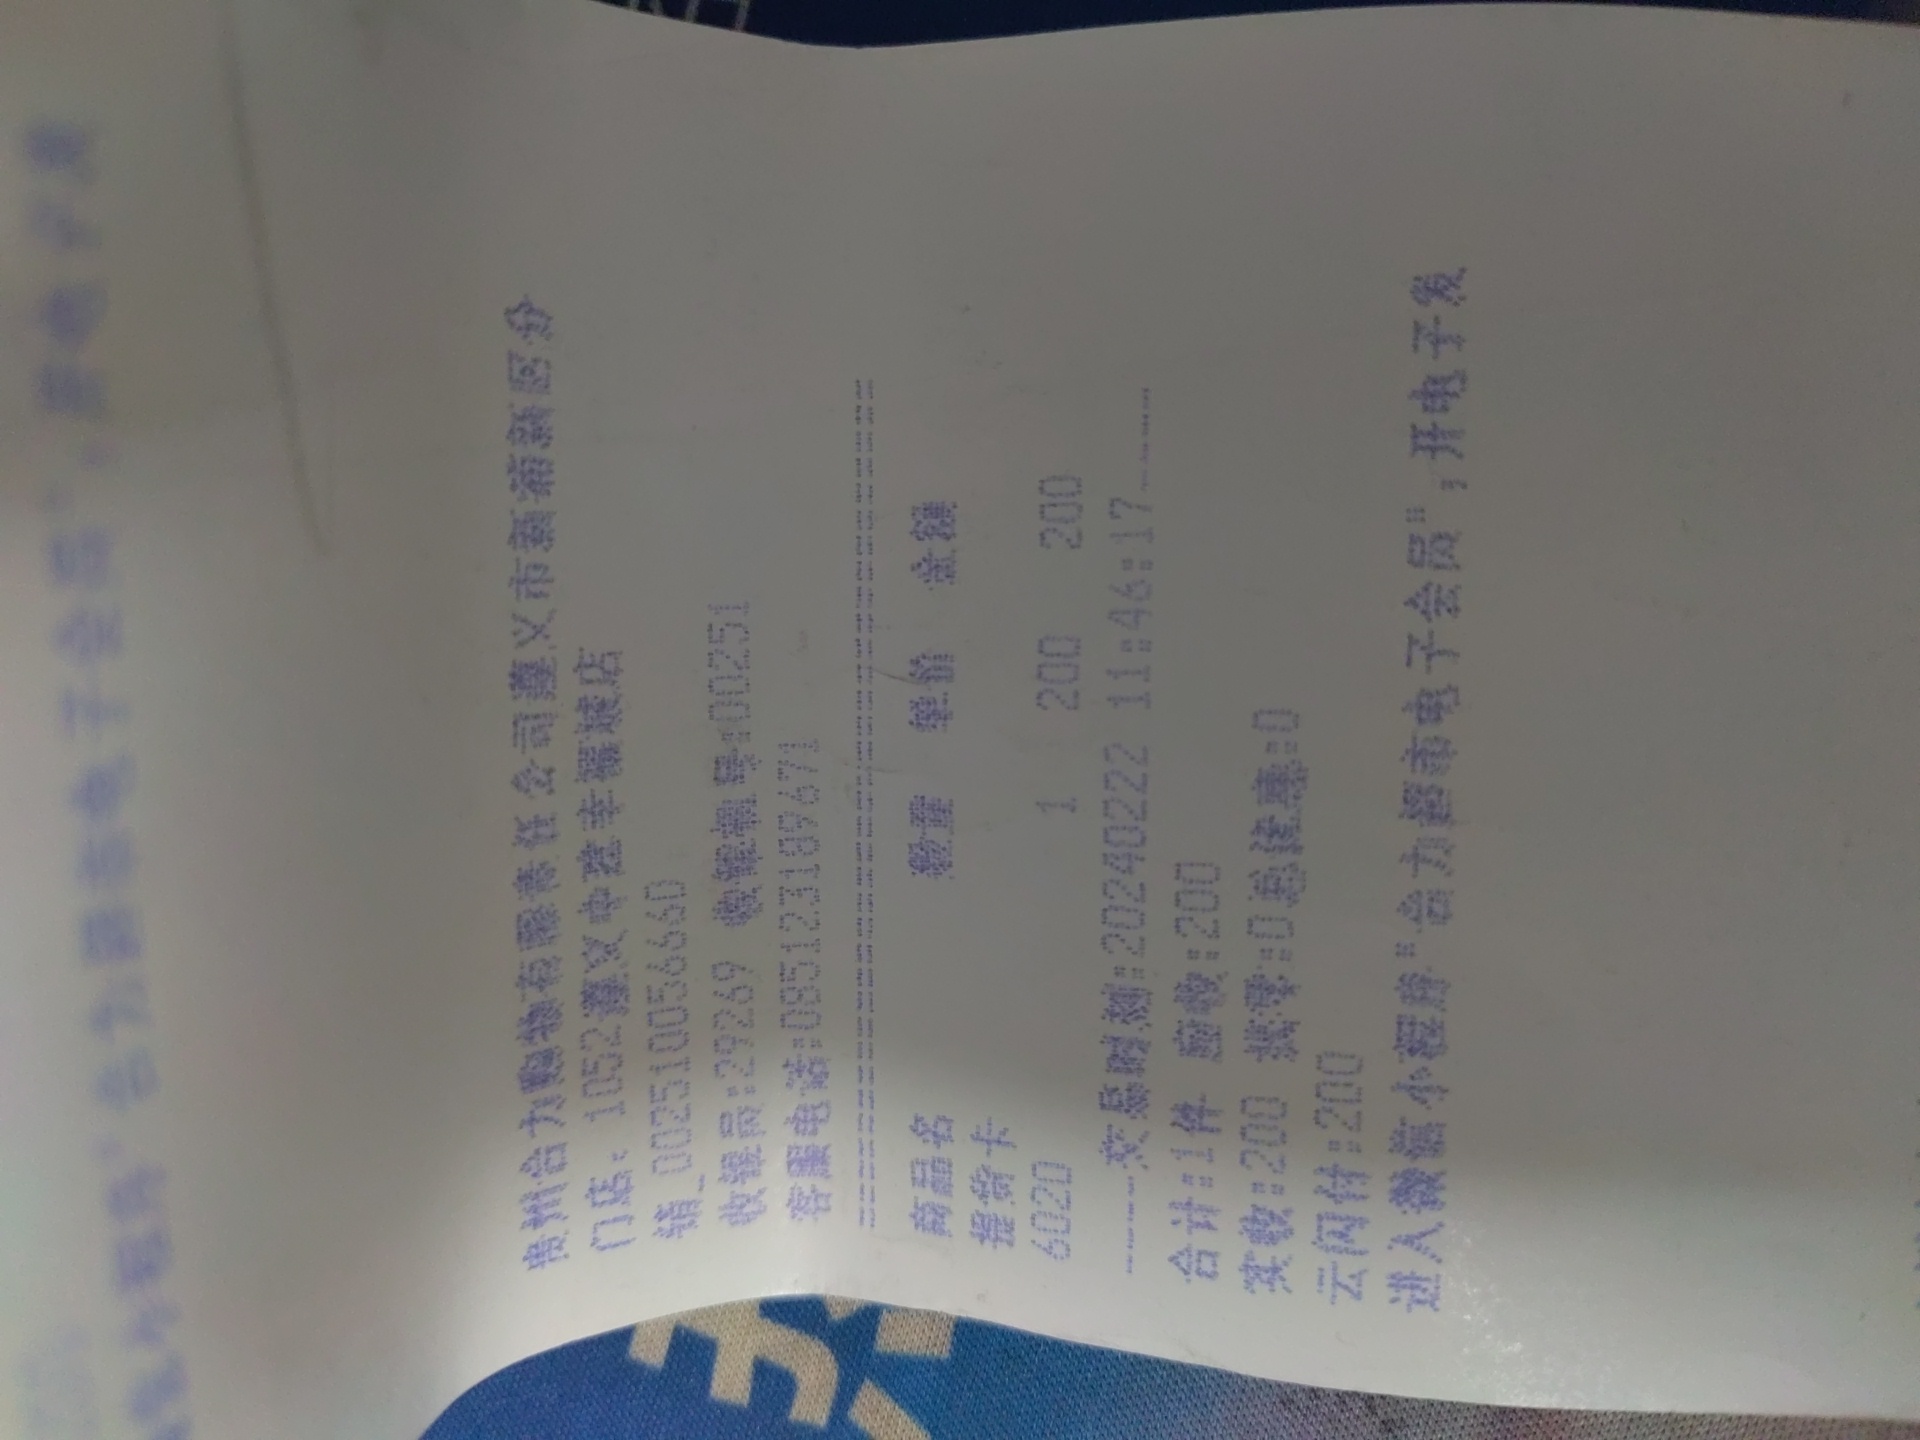 贵州合力购物有限责任公司遵义市新蒲新区分
门店: 1052遵义中建幸福城店
销_002510056660
收银员:29269 收银机号:00251
客服电话:085123189671
============================
商品名 数量 单价 金额
提货卡
6020 1 200 200
-----交易时刻:20240222 11:46:17-----
合计:1件 应收:200
实收:200 找零:0总优惠:0
云闪付:200
进入微信小程序"合力超市电子会员",开电子发